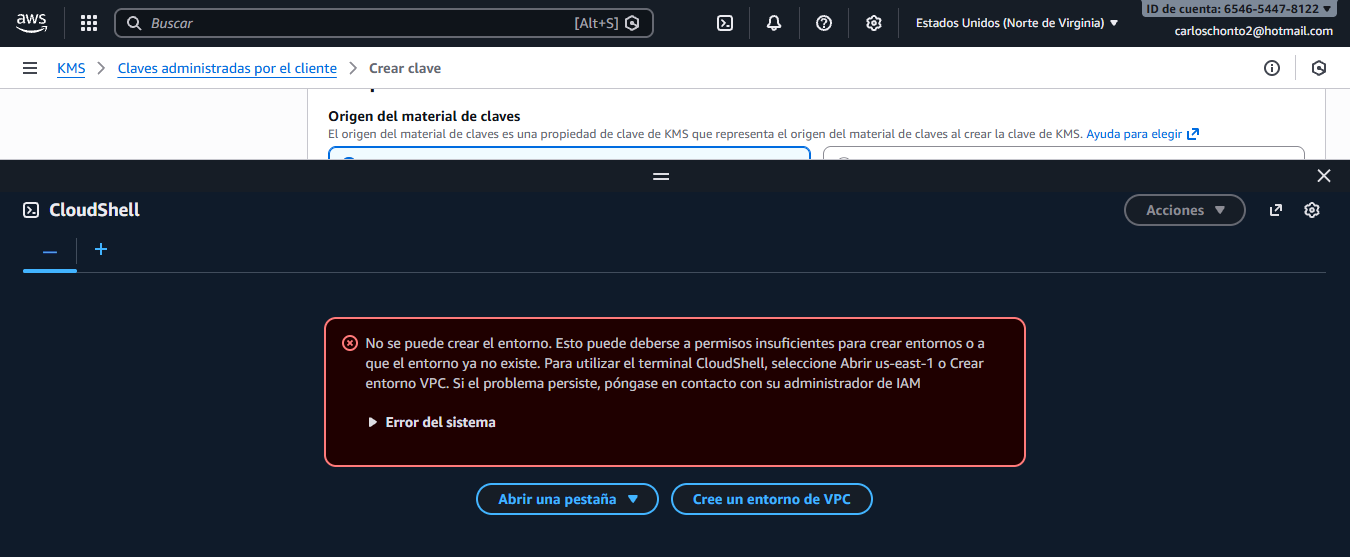 aws
Buscar
[Alt+S]
Estados Unidos (Norte de Virginia)
ID de cuenta: 6546-5447-8122
carloschonto2@hotmail.com
KMS
Claves administradas por el cliente
Crear clave
Origen del material de claves
El origen del material de claves es una propiedad de clave de KMS que representa el origen del material de claves al crear la clave de KMS. Ayuda para elegir
CloudShell
Acciones
No se puede crear el entorno. Esto puede deberse a permisos insuficientes para crear entornos o a
que el entorno ya no existe. Para utilizar el terminal CloudShell, seleccione Abrir us-east-1 o Crear
entorno VPC. Si el problema persiste, póngase en contacto con su administrador de IAM
Error del sistema
Abrir una pestaña
Cree un entorno de VPC